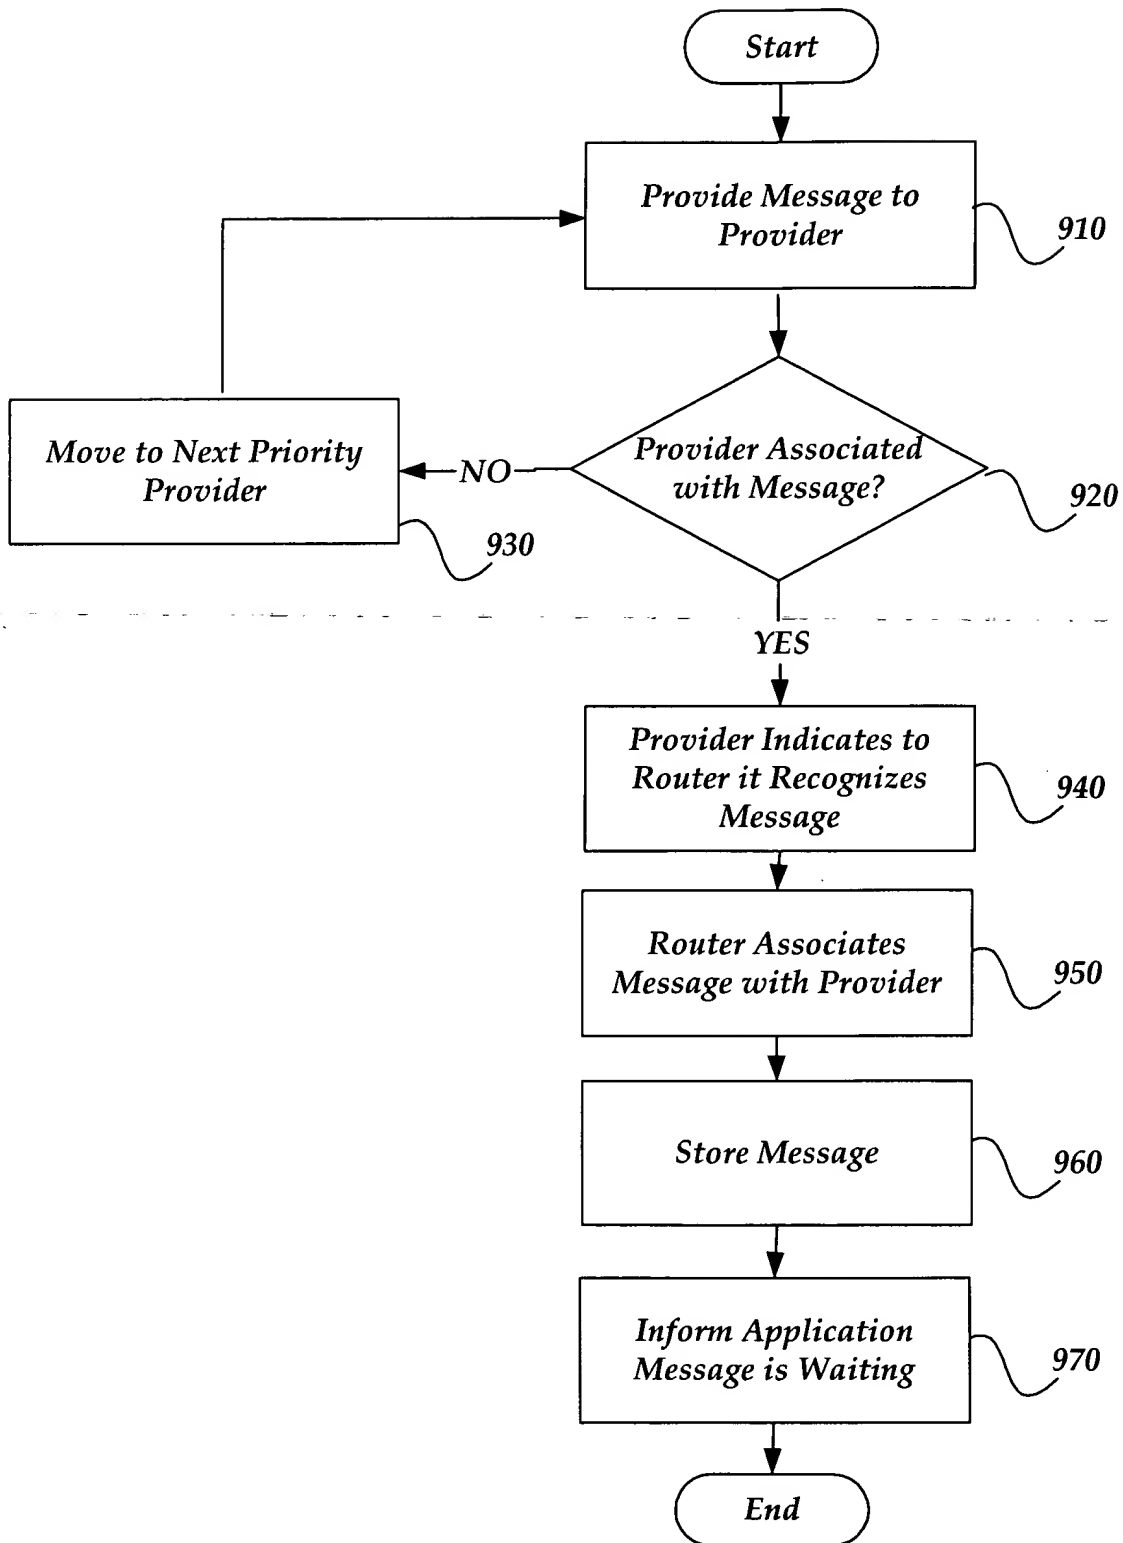 Start
Provide Message to
Provider
910
Move to Next Priority
Provider
930
NO
Provider Associated
with Message?
920
YES
Provider Indicates to
Router it Recognizes
Message
940
Router Associates
Message with Provider
950
Store Message
960
Inform Application
Message is Waiting
970
End